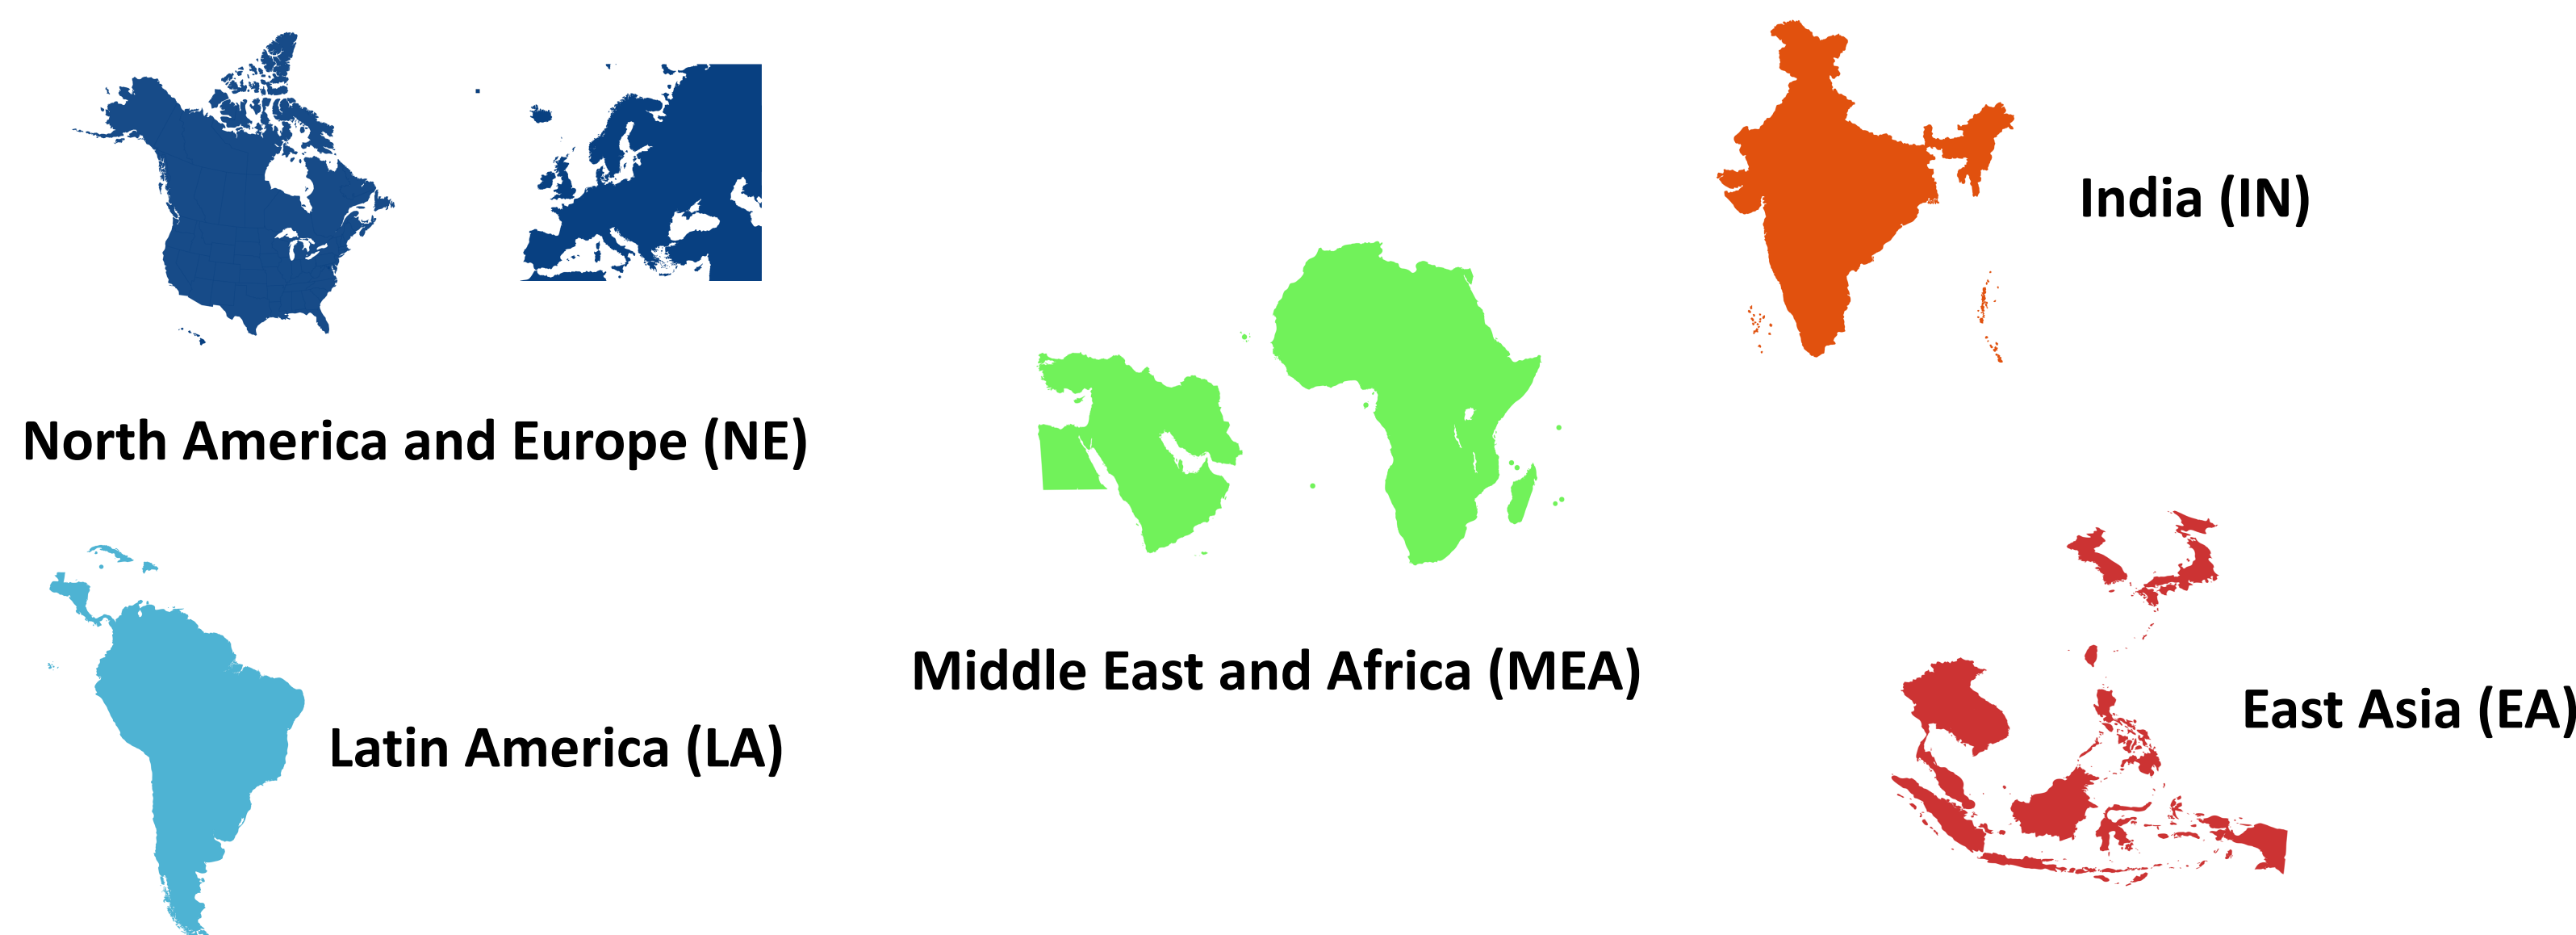 India (IN)
North America and Europe (NE)
Middle East and Africa (MEA)
East Asia (EA)
Latin America (LA)